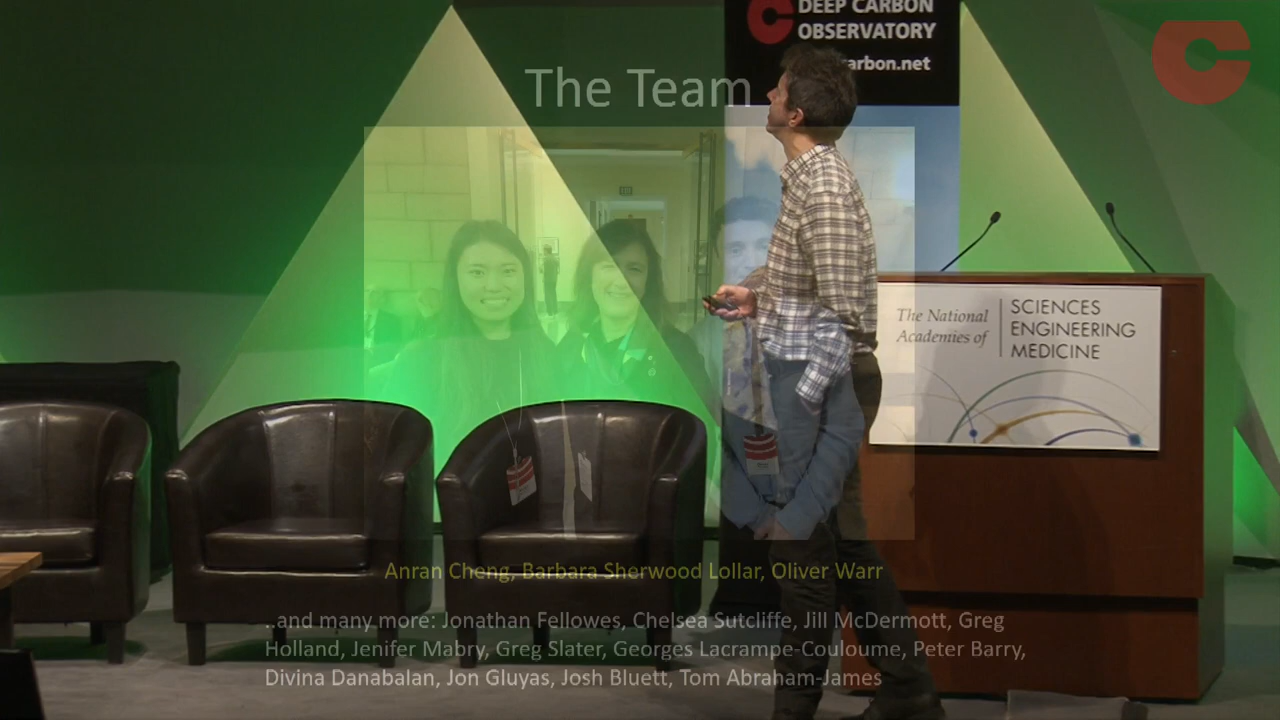 DEEP CARBON
OBSERVATORY
arbon.net
The Team
The National
Academies of
SCIENCES
ENGINEERING
MEDICINE
Anran Cheng, Barbara Sherwood Lollar, Oliver Warr
..and many more: Jonathan Fellowes, Chelsea Sutcliffe, Jill McDermott, Greg
Holland, Jenifer Mabry, Greg Slater, Georges Lacrampe-Couloume, Peter Barry,
Divina Danabalan, Jon Gluyas, Josh Bluett, Tom Abraham-James